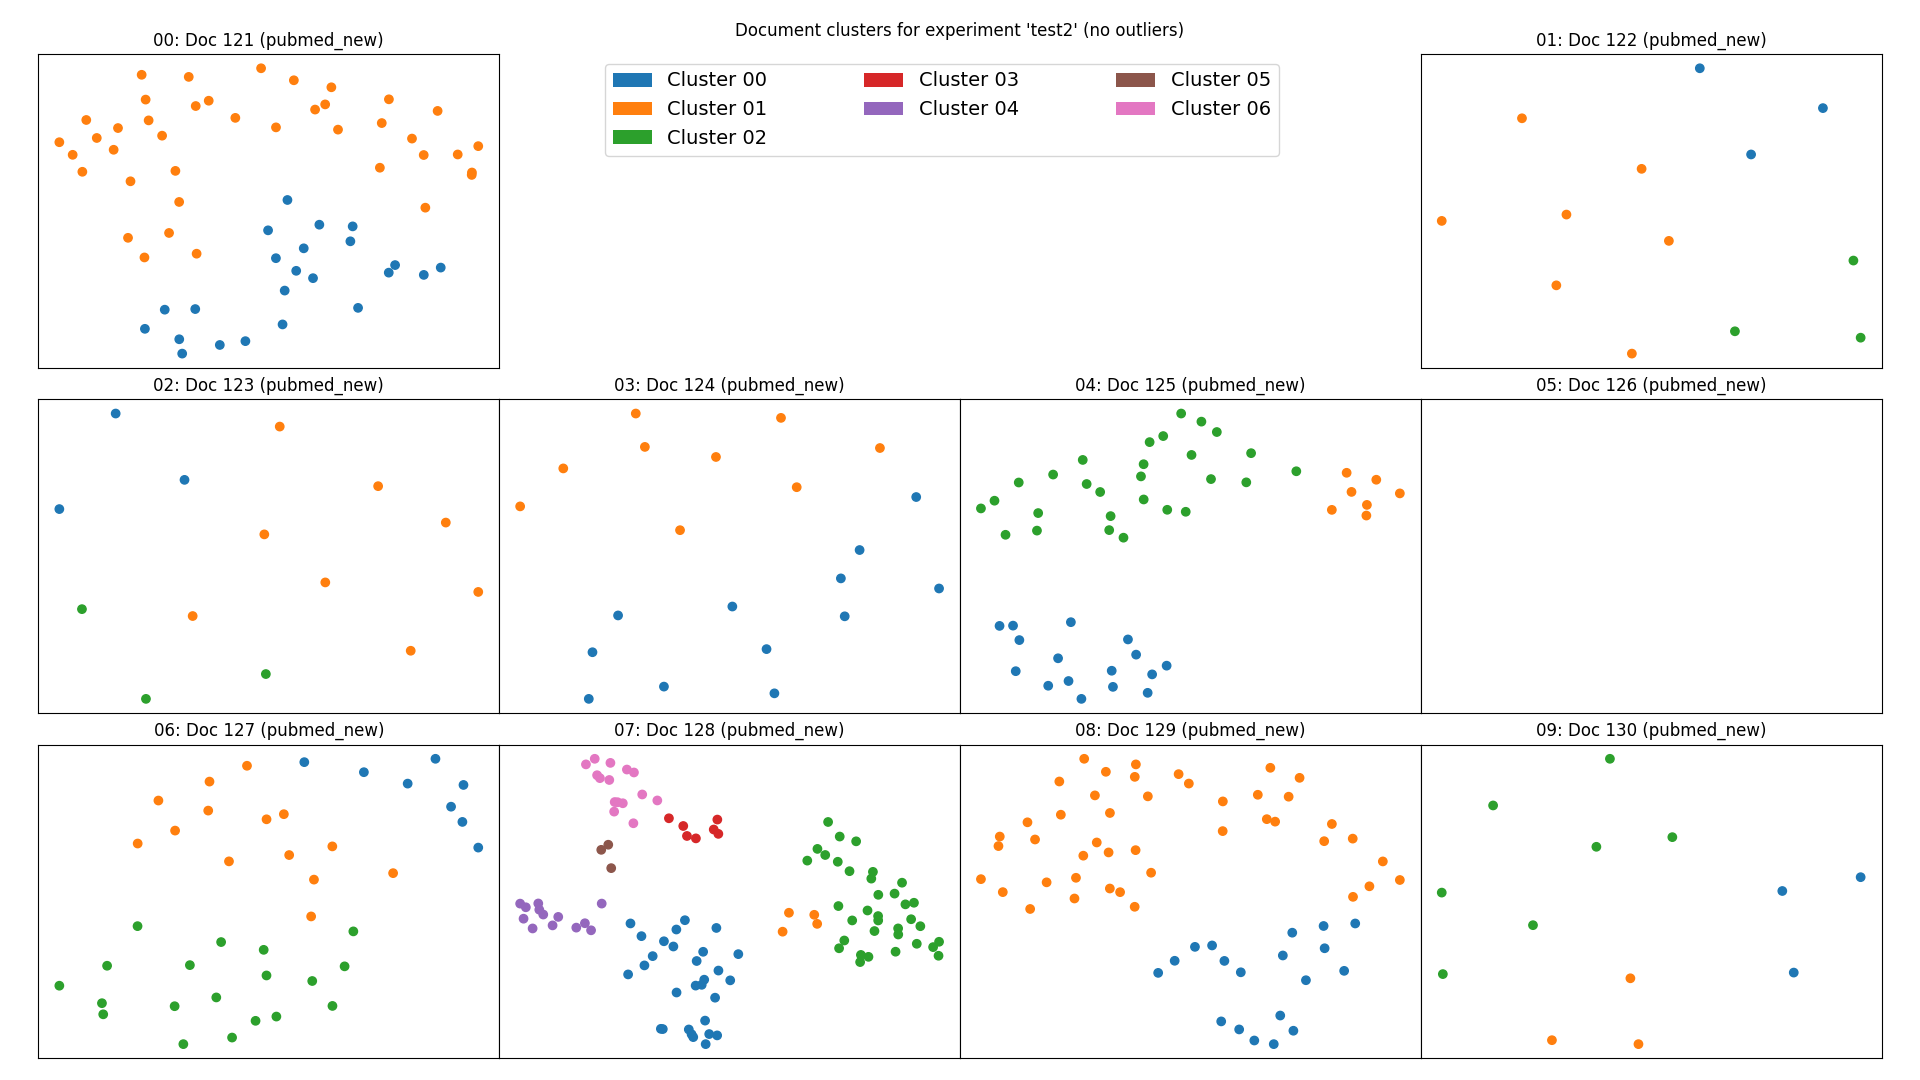 Document clusters for experiment 'test2' (no outliers)
00: Doc 121 (pubmed_new)
01: Doc 122 (pubmed_new)
Cluster 00
Cluster 01
Cluster 02
Cluster 03
Cluster 04
Cluster 05
Cluster 06
02: Doc 123 (pubmed_new)
03: Doc 124 (pubmed_new)
04: Doc 125 (pubmed_new)
05: Doc 126 (pubmed_new)
06: Doc 127 (pubmed_new)
07: Doc 128 (pubmed_new)
08: Doc 129 (pubmed_new)
09: Doc 130 (pubmed_new)